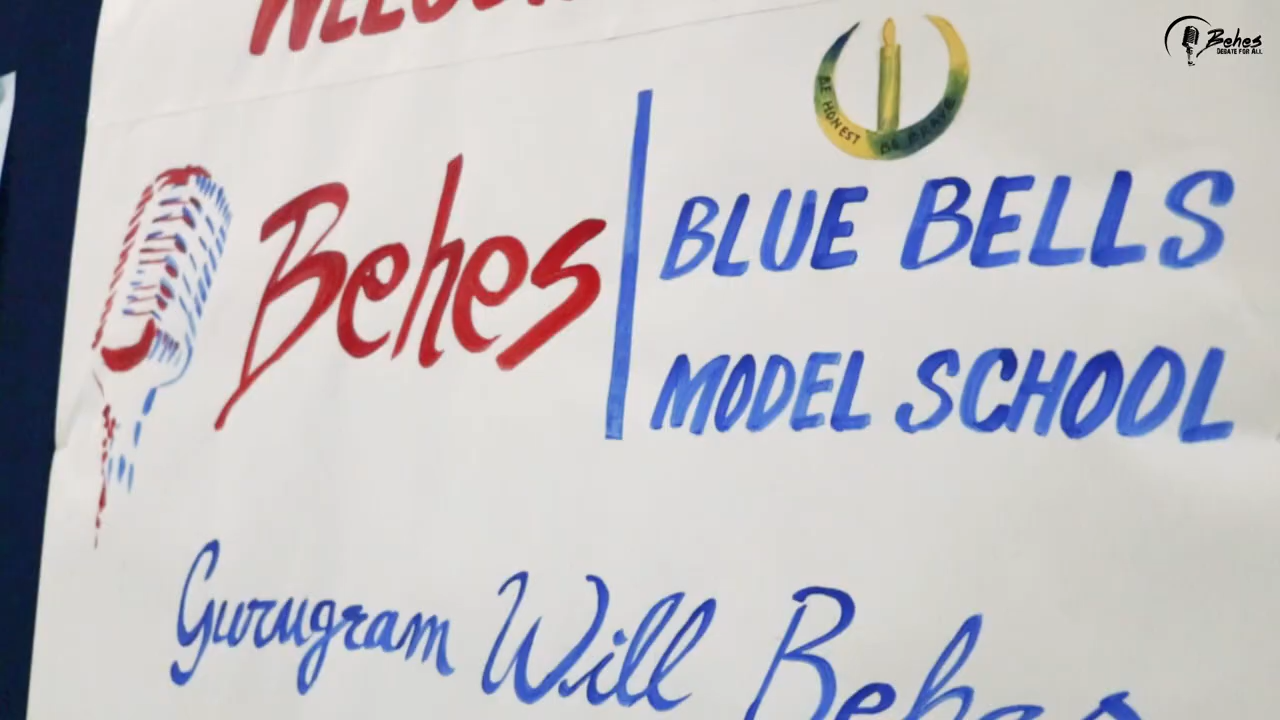 Behes
DEBATE FOR ALL
BE HONEST BE BRAVE
Behes
BLUE BELLS
MODEL SCHOOL
Gurugram Will Behes